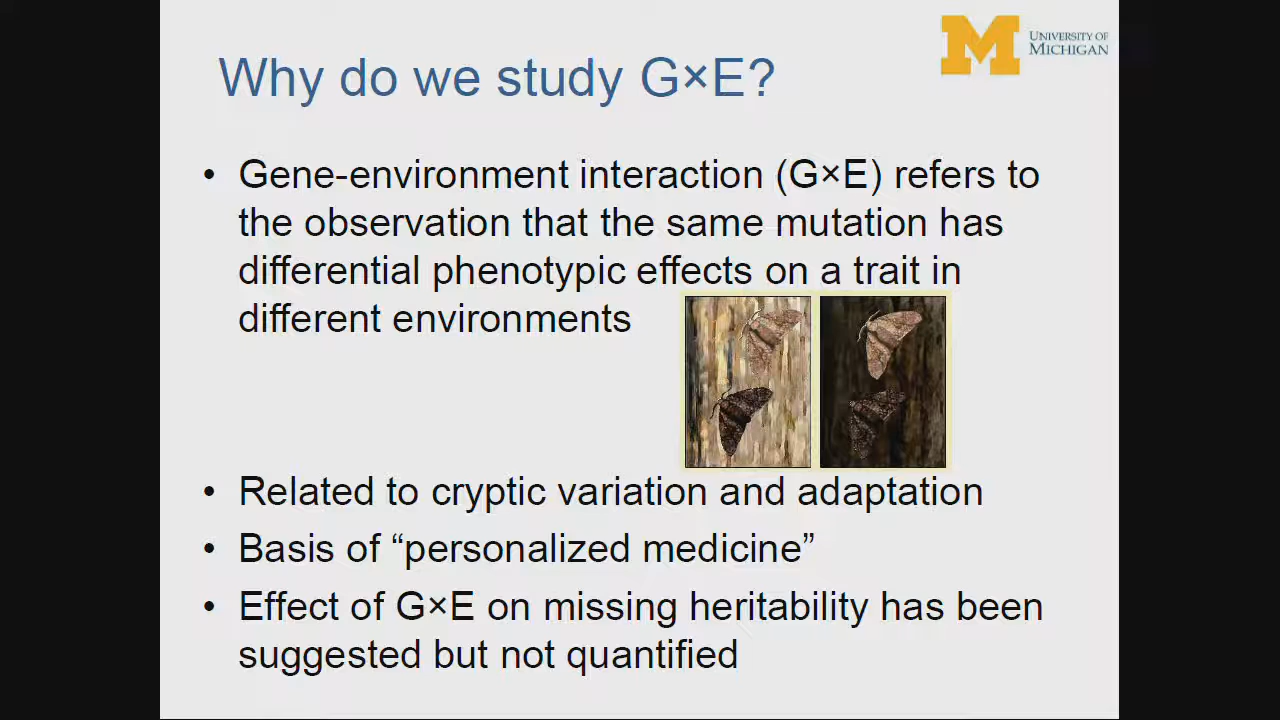 UNIVERSITY OF
MICHIGAN
Why do we study G×E?
• Gene-environment interaction (G×E) refers to
the observation that the same mutation has
differential phenotypic effects on a trait in
different environments
• Related to cryptic variation and adaptation
• Basis of “personalized medicine”
• Effect of G×E on missing heritability has been
suggested but not quantified